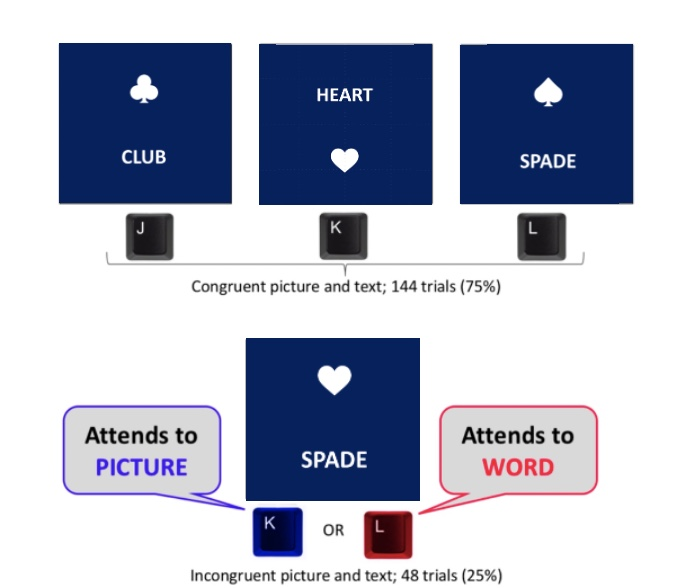 CLUB
HEART
SPADE
J
K
L
Congruent picture and text; 144 trials (75%)
Attends to
PICTURE
SPADE
Attends to
WORD
K
OR
L
Incongruent picture and text; 48 trials (25%)